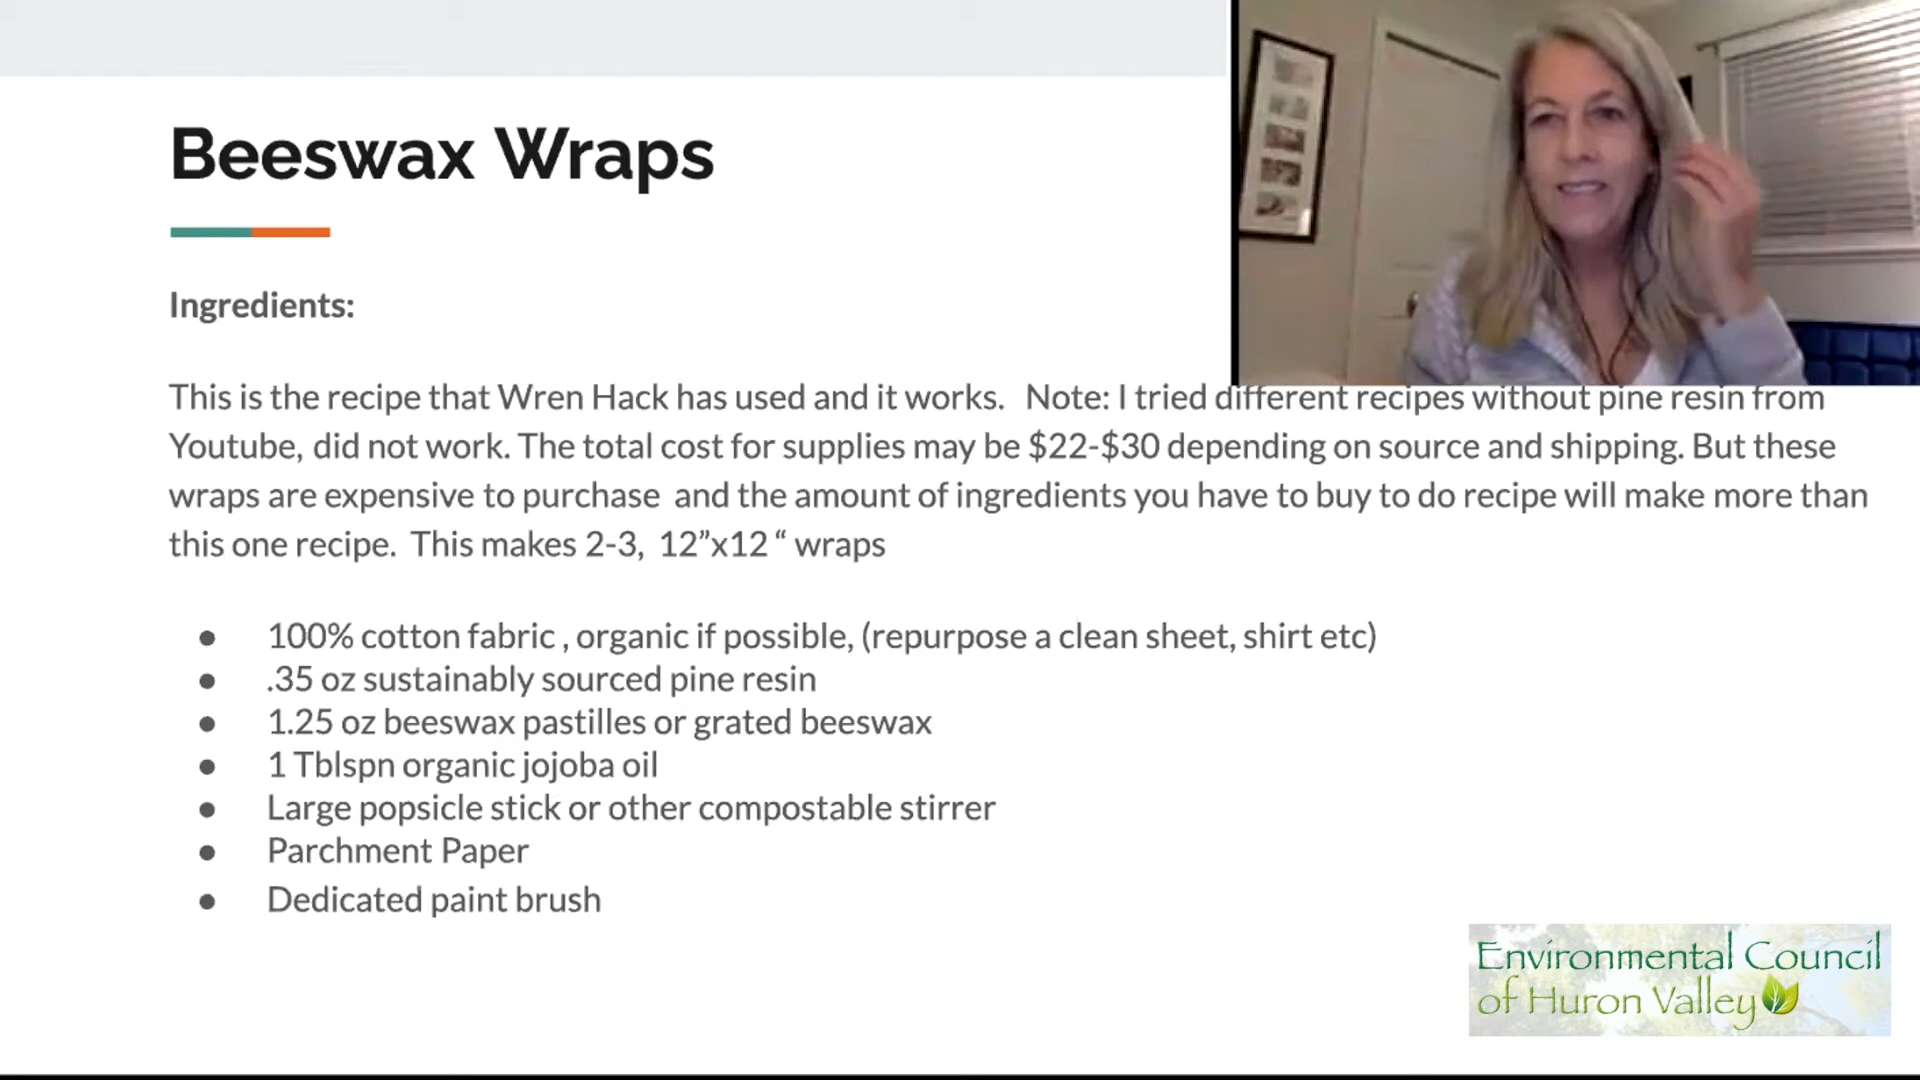 Beeswax Wraps
Ingredients:
This is the recipe that Wren Hack has used and it works. Note: I tried different recipes without pine resin from
Youtube, did not work. The total cost for supplies may be $22-$30 depending on source and shipping. But these
wraps are expensive to purchase and the amount of ingredients you have to buy to do recipe will make more than
this one recipe. This makes 2-3, 12”x12 “ wraps
● 100% cotton fabric , organic if possible, (repurpose a clean sheet, shirt etc)
● .35 oz sustainably sourced pine resin
● 1.25 oz beeswax pastilles or grated beeswax
● 1 Tblspn organic jojoba oil
● Large popsicle stick or other compostable stirrer
● Parchment Paper
● Dedicated paint brush
Environmental Council
of Huron Valley